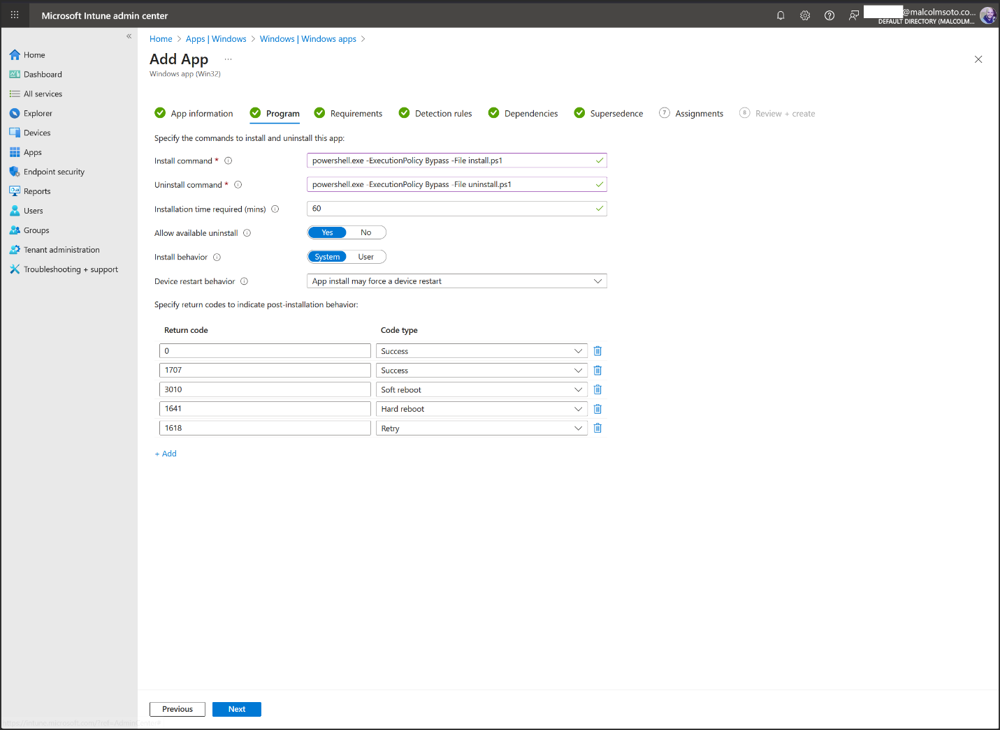 Microsoft Intune admin center
@malcolmsoto.co...
DEFAULT DIRECTORY (MALCOLM...
«
Home
Dashboard
All services
Explorer
Devices
Apps
Endpoint security
Reports
Users
Groups
Tenant administration
Troubleshooting + support
Home > Apps | Windows > Windows | Windows apps >
Add App ...
Windows app (Win32)
App information Program Requirements Detection rules Dependencies Supersedence 7 Assignments 8 Review + create
Specify the commands to install and uninstall this app:
Install command * powershell.exe -ExecutionPolicy Bypass -File install.ps1
Uninstall command * powershell.exe -ExecutionPolicy Bypass -File uninstall.ps1
Installation time required (mins) 60
Allow available uninstall Yes No
Install behavior System User
Device restart behavior App install may force a device restart
Specify return codes to indicate post-installation behavior:
Return code Code type
0 Success
1707 Success
3010 Soft reboot
1641 Hard reboot
1618 Retry
+ Add
Previous Next
https://intune.microsoft.com/?ref=AdminCenter#